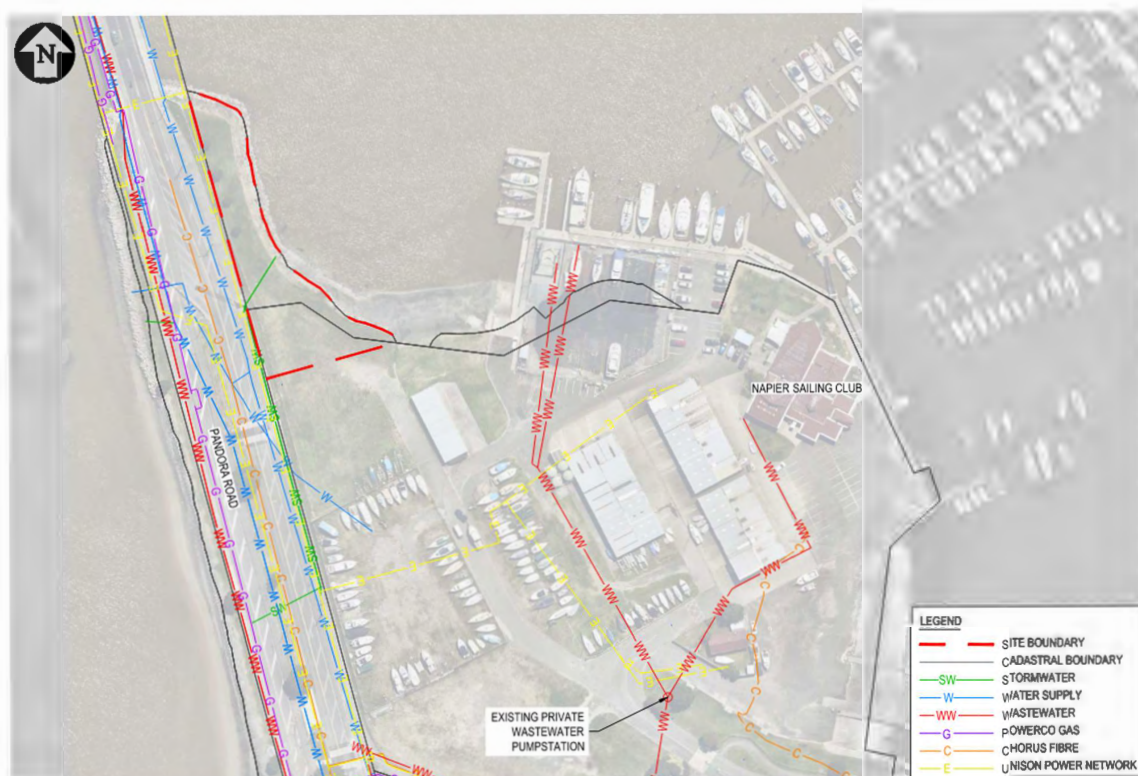 N
NAPIER SAILING CLUB
PANDORA ROAD
EXISTING PRIVATE
WASTEWATER
PUMPSTATION
LEGEND
SITE BOUNDARY
CADASTRAL BOUNDARY
SW STORMWATER
W WATER SUPPLY
WW WASTEWATER
G POWERCO GAS
C CHORUS FIBRE
E UNISON POWER NETWORK